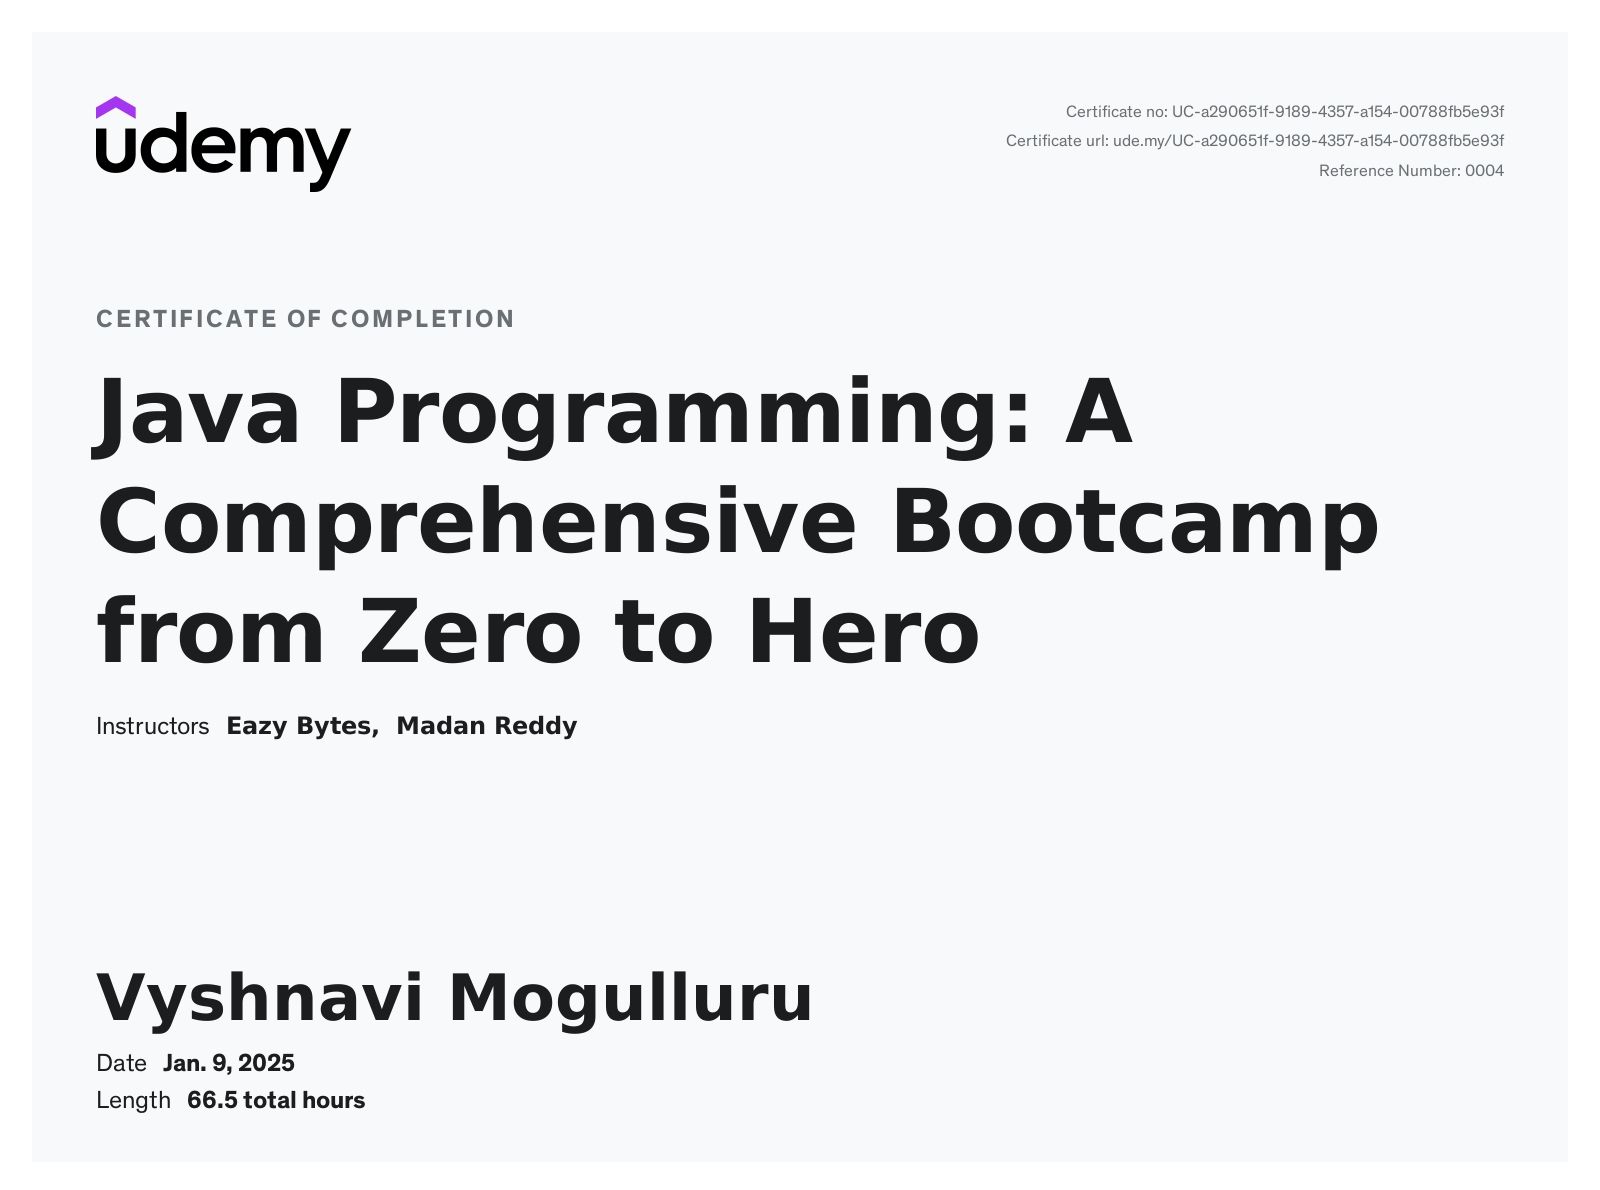 udemy
Certificate no: UC-a290651f-9189-4357-a154-00788fb5e93f
Certificate url: ude.my/UC-a290651f-9189-4357-a154-00788fb5e93f
Reference Number: 0004
CERTIFICATE OF COMPLETION
Java Programming: A
Comprehensive Bootcamp
from Zero to Hero
Instructors Eazy Bytes, Madan Reddy
Vyshnavi Mogulluru
Date Jan. 9, 2025
Length 66.5 total hours